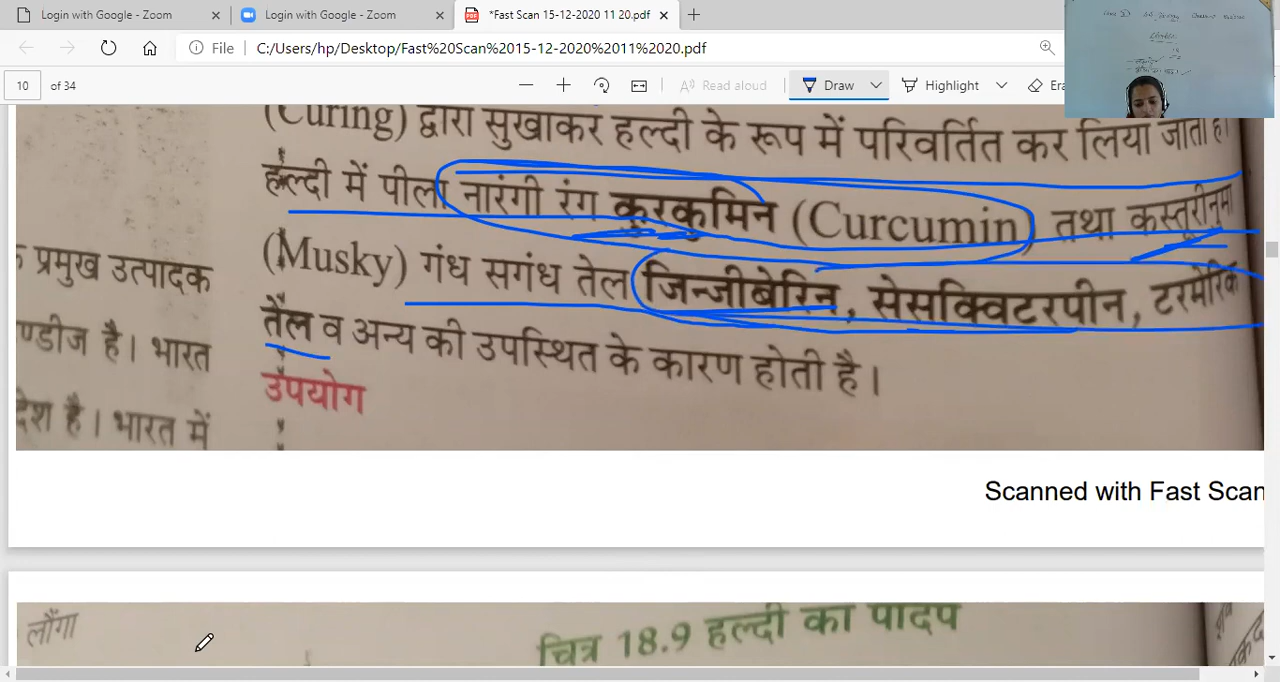 Login with Google - Zoom
Login with Google - Zoom
*Fast Scan 15-12-2020 11 20.pdf
File C:/Users/hp/Desktop/Fast%20Scan%2015-12-2020%2011%2020.pdf
10 of 34
Read aloud Draw Highlight
(Curing) द्वारा सुखाकर हल्दी के रूप में परिवर्तित कर लिया जाता है।
हल्दी में पीला नारंगी रंग कुरकुमिन (Curcumin) तथा कस्तूरीनुमा
(Musky) गंध सगंध तेल जिन्जीबेरिन, सेसक्विटरपीन, टरमेरिक
तैल व अन्य की उपस्थित के कारण होती है।
उपयोग
प्रमुख उत्पादक
ण्डीज है। भारत
देश है। भारत में
Scanned with Fast Scan
लौंगा
चित्र 18.9 हल्दी का पादप